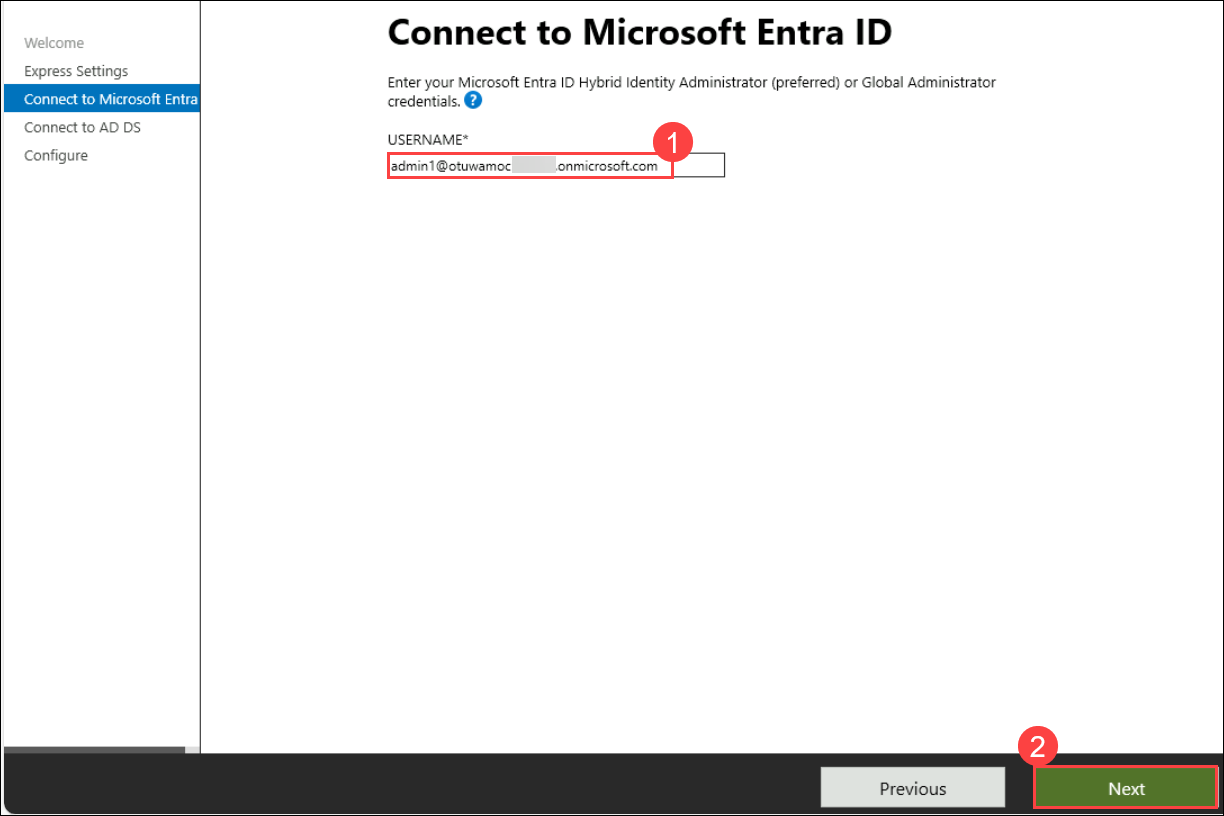 Connect to Microsoft Entra ID
Welcome
Express Settings
Connect to Microsoft Entra
Connect to AD DS
Configure
Enter your Microsoft Entra ID Hybrid Identity Administrator (preferred) or Global Administrator
credentials. ?
USERNAME*
1
admin1@otuwamoc .onmicrosoft.com
2
Previous
Next